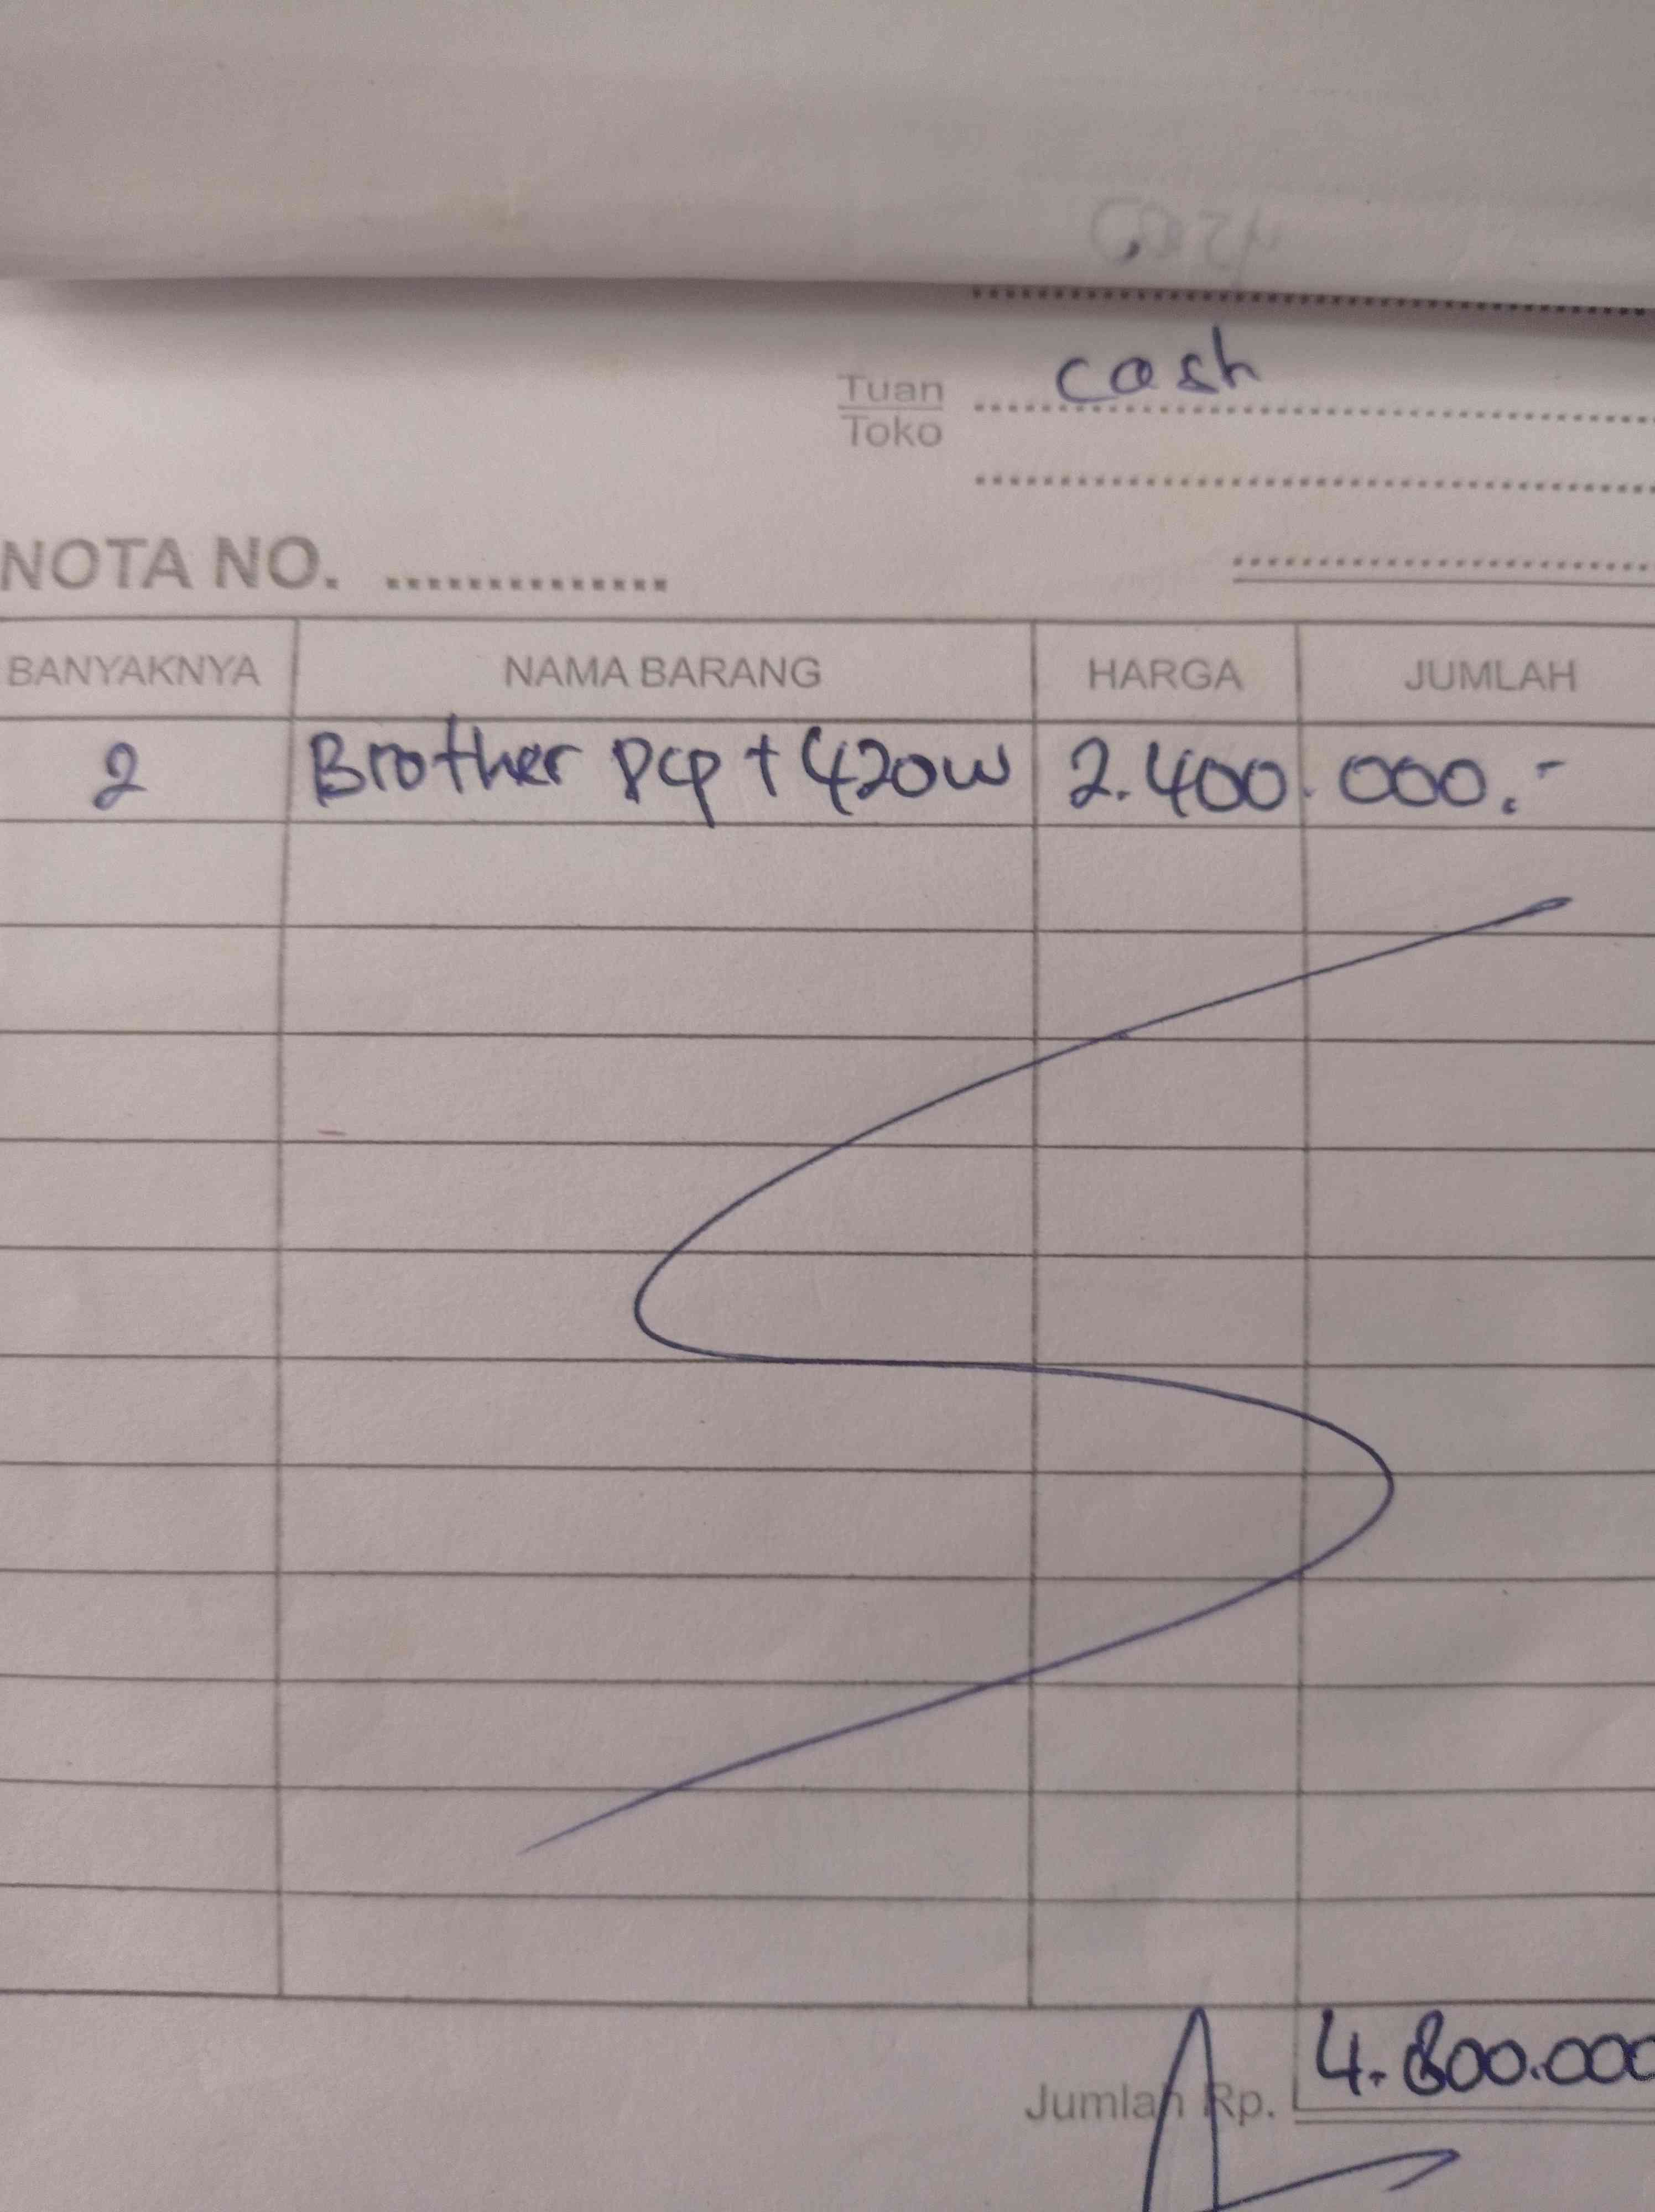 cash
Tuan
Toko
NOTA NO. ..............
BANYAKNYA NAMA BARANG HARGA JUMLAH
2 Brother DCP T420w 2.400.000.-
Jumlah Rp. 4.800.000